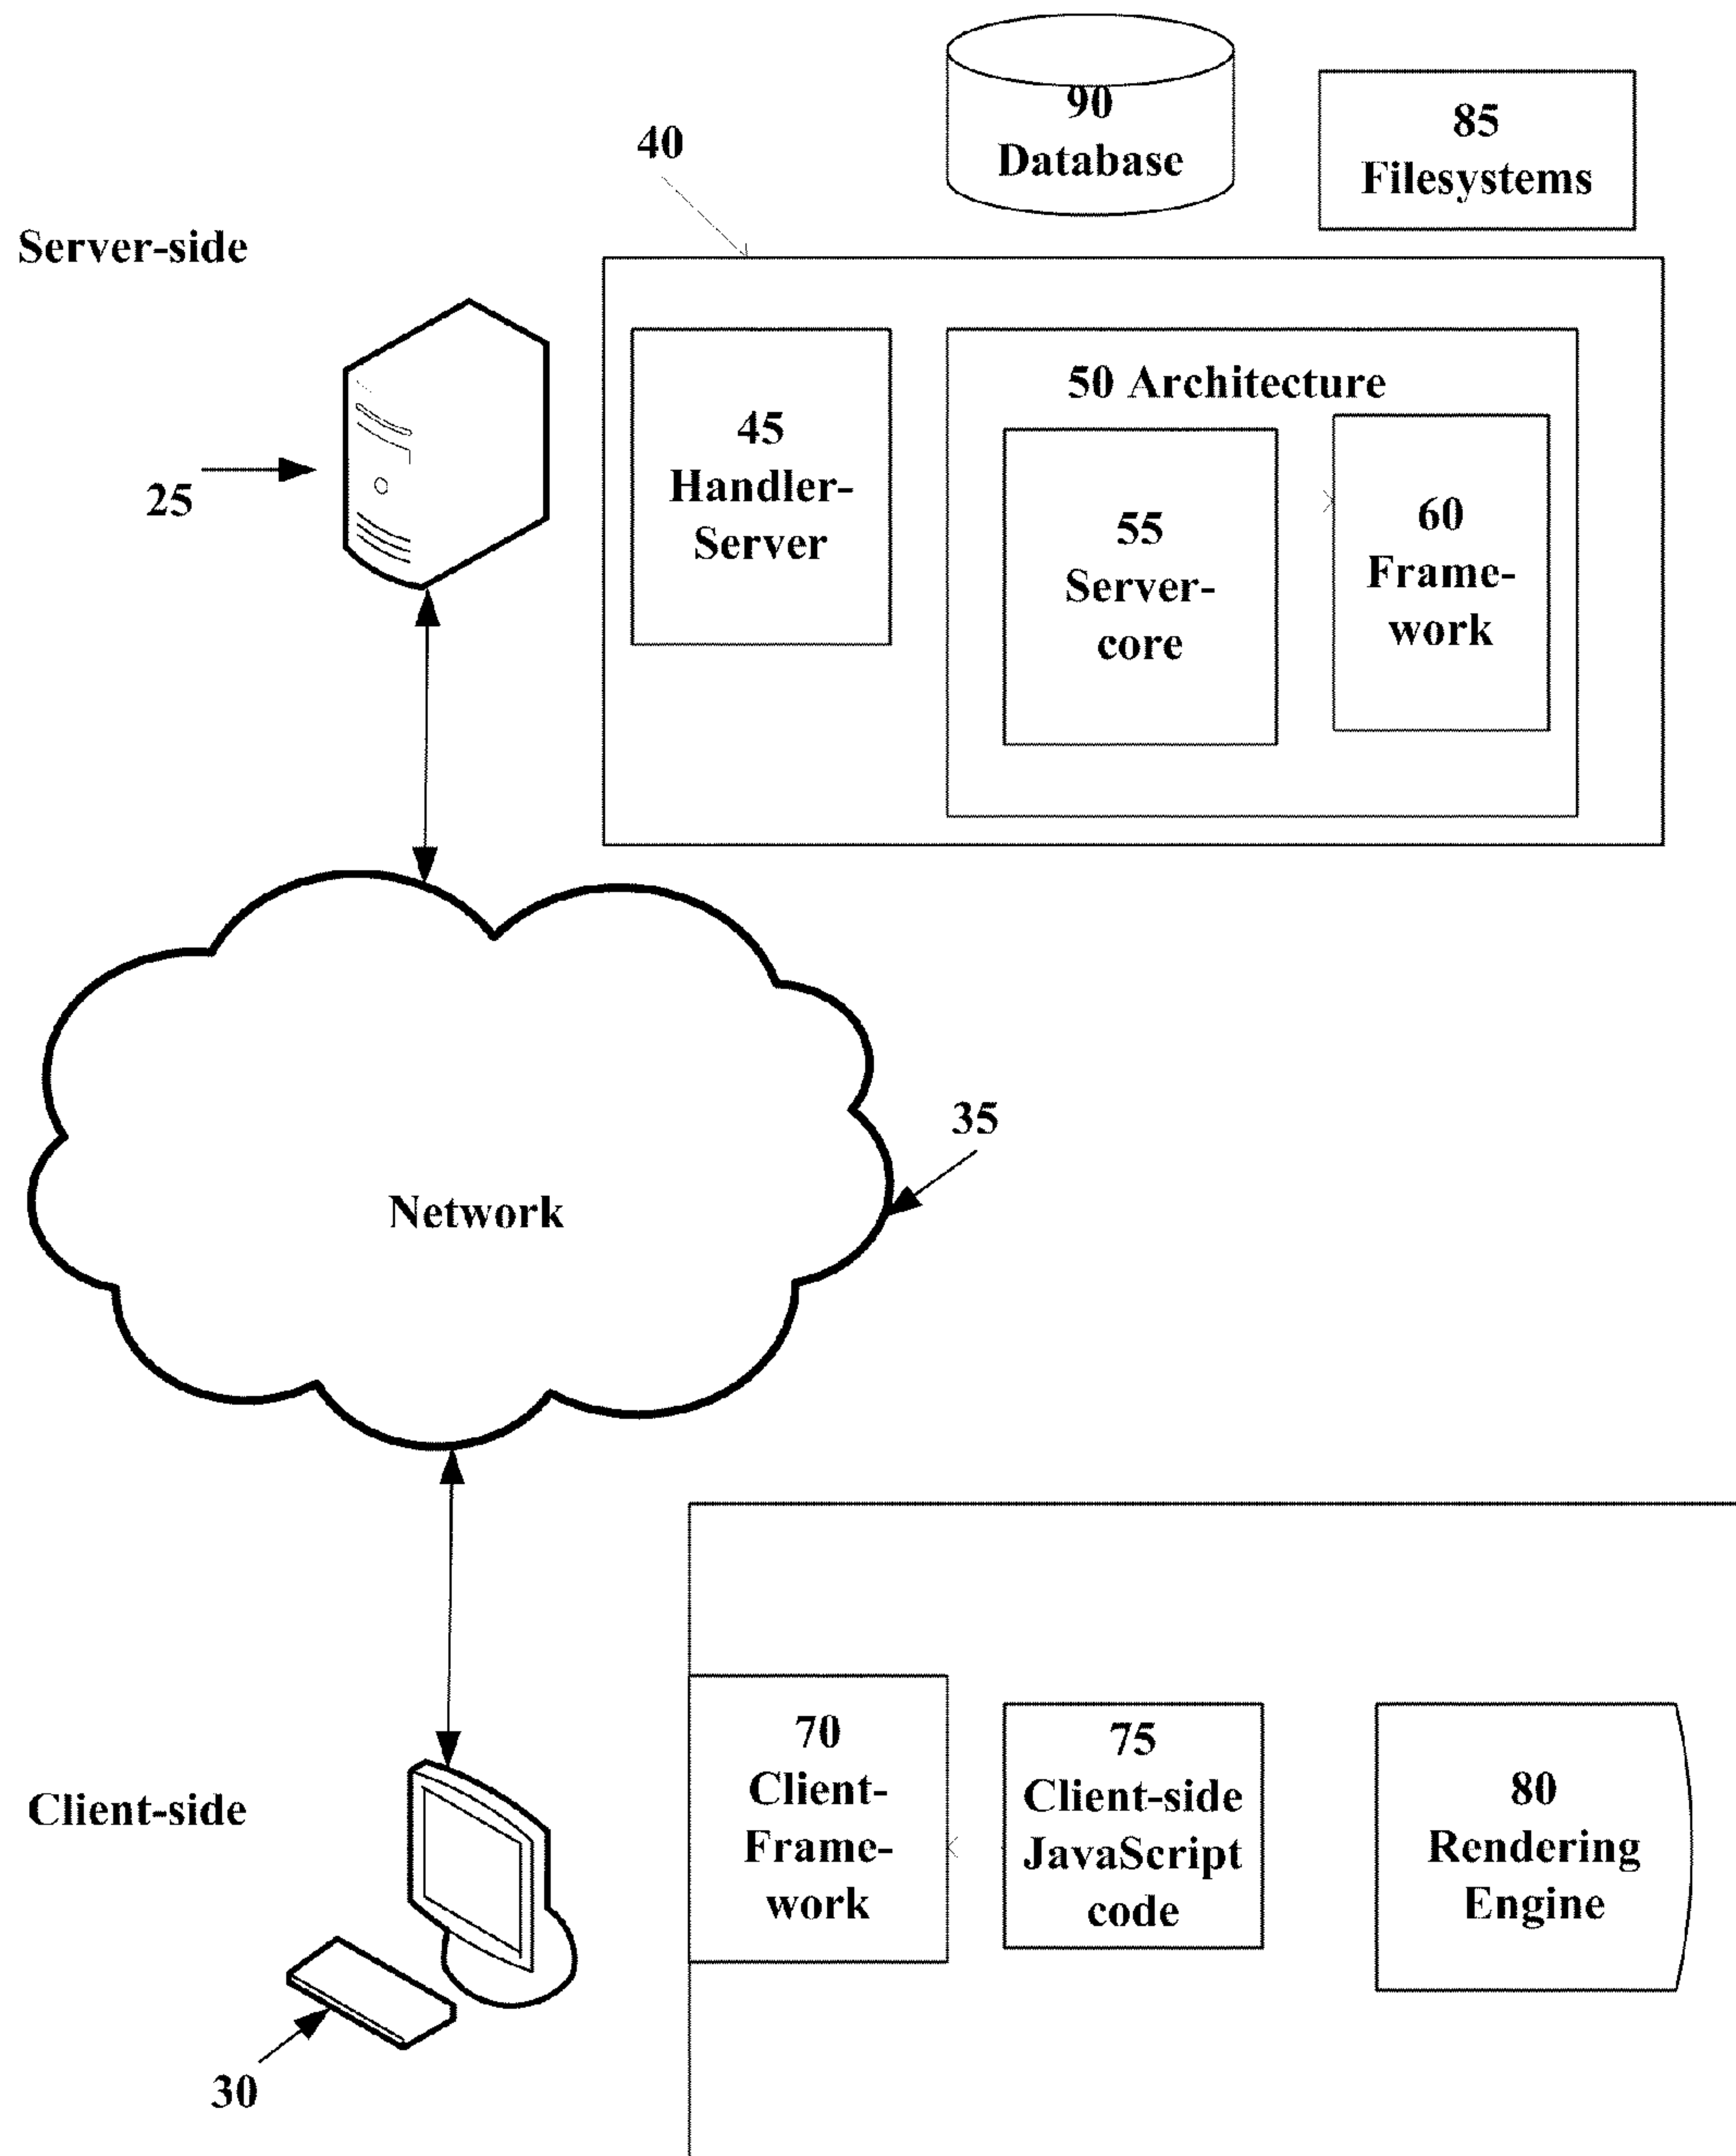 90
Database
85
Filesystems
40
Server-side
50 Architecture
45
Handler-
Server
25
55
Server-
core
60
Frame-
work
35
Network
70
Client-
Frame-
work
75
Client-side
JavaScript
code
80
Rendering
Engine
Client-side
30